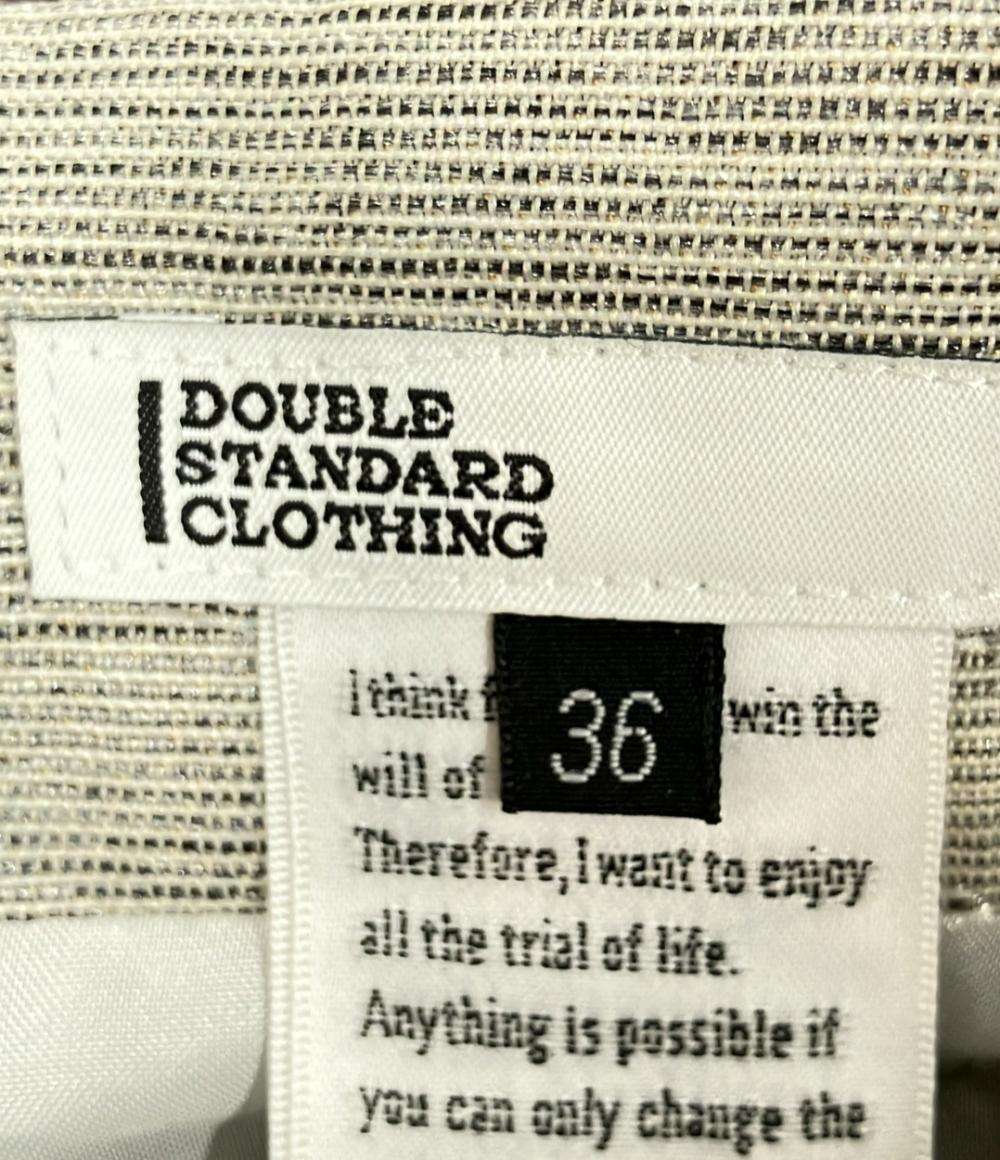 DOUBLE
STANDARD
CLOTHING
36
I think win the
will of
Therefore, I want to enjoy
all the trial of life.
Anything is possible if
you can only change the